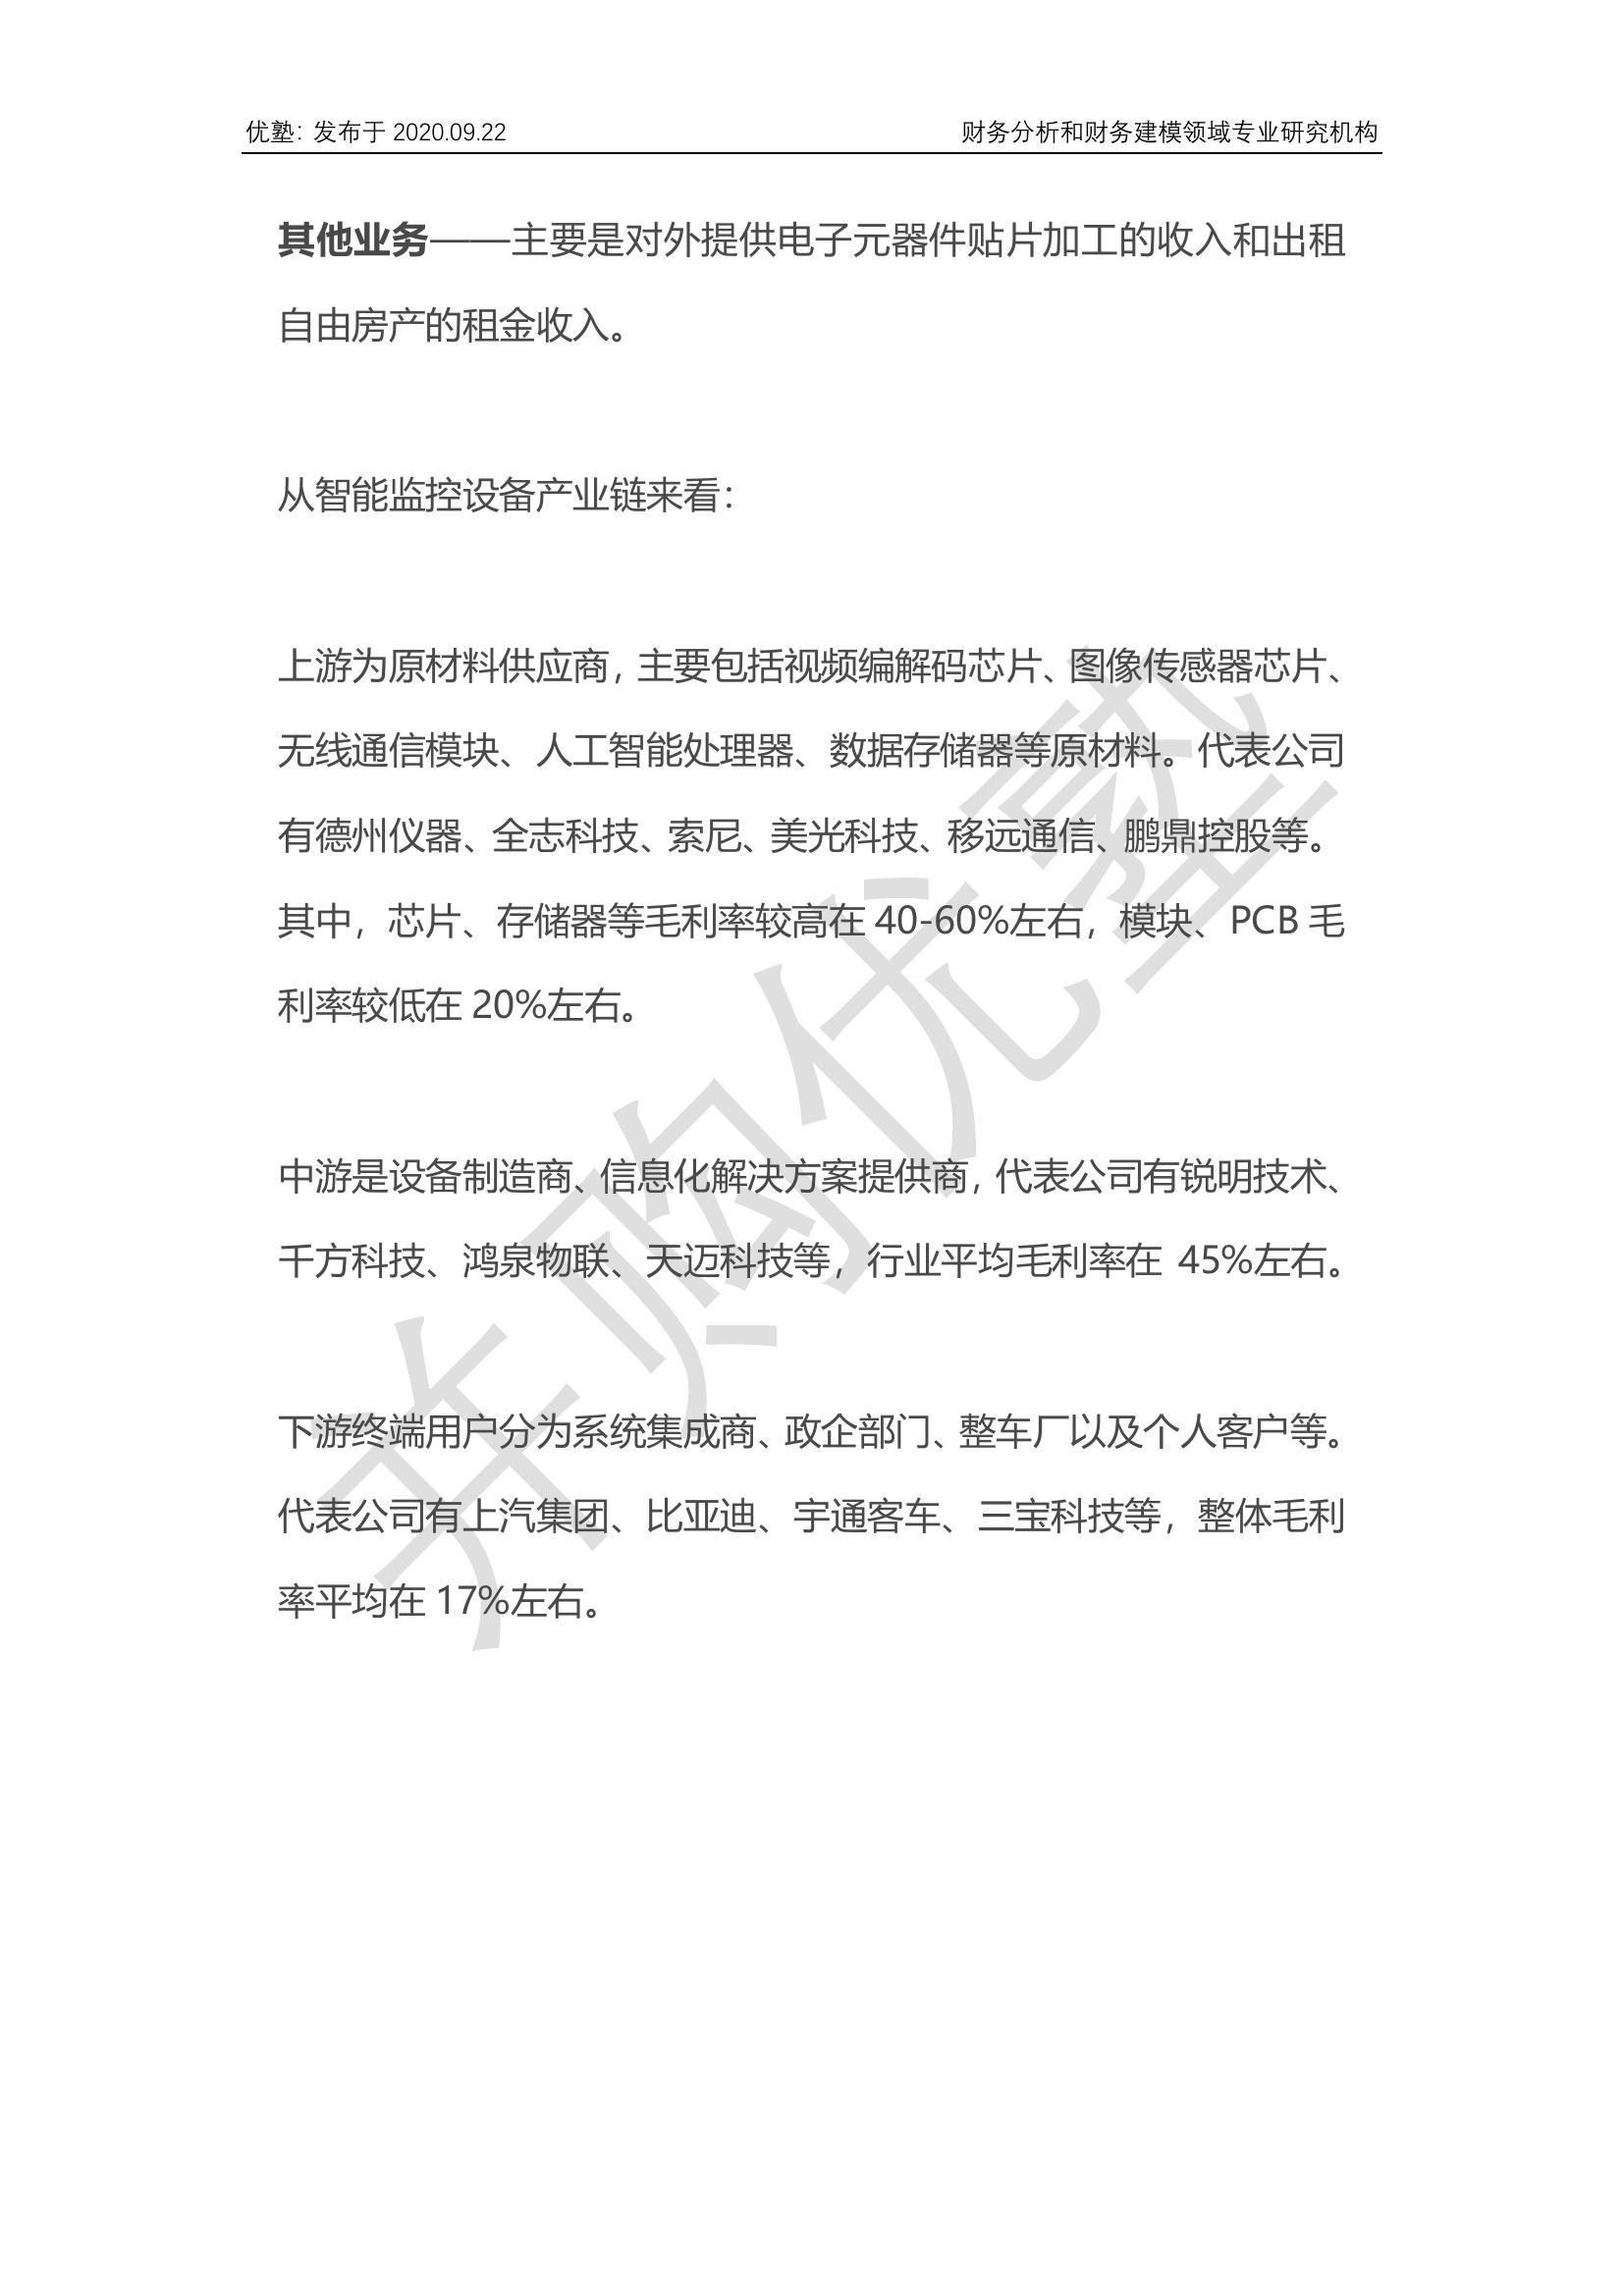 优塾：发布于 2020.09.22 财务分析和财务建模领域专业研究机构
其他业务——主要是对外提供电子元器件贴片加工的收入和出租
自由房产的租金收入。
从智能监控设备产业链来看：
上游为原材料供应商，主要包括视频编解码芯片、图像传感器芯片、
无线通信模块、人工智能处理器、数据存储器等原材料。代表公司
有德州仪器、全志科技、索尼、美光科技、移远通信、鹏鼎控股等。
其中，芯片、存储器等毛利率较高在 40-60%左右，模块、PCB 毛
利率较低在 20%左右。
中游是设备制造商、信息化解决方案提供商，代表公司有锐明技术、
千方科技、鸿泉物联、天迈科技等，行业平均毛利率在 45%左右。
下游终端用户分为系统集成商、政企部门、整车厂以及个人客户等。
代表公司有上汽集团、比亚迪、宇通客车、三宝科技等，整体毛利
率平均在 17%左右。
并购优塾